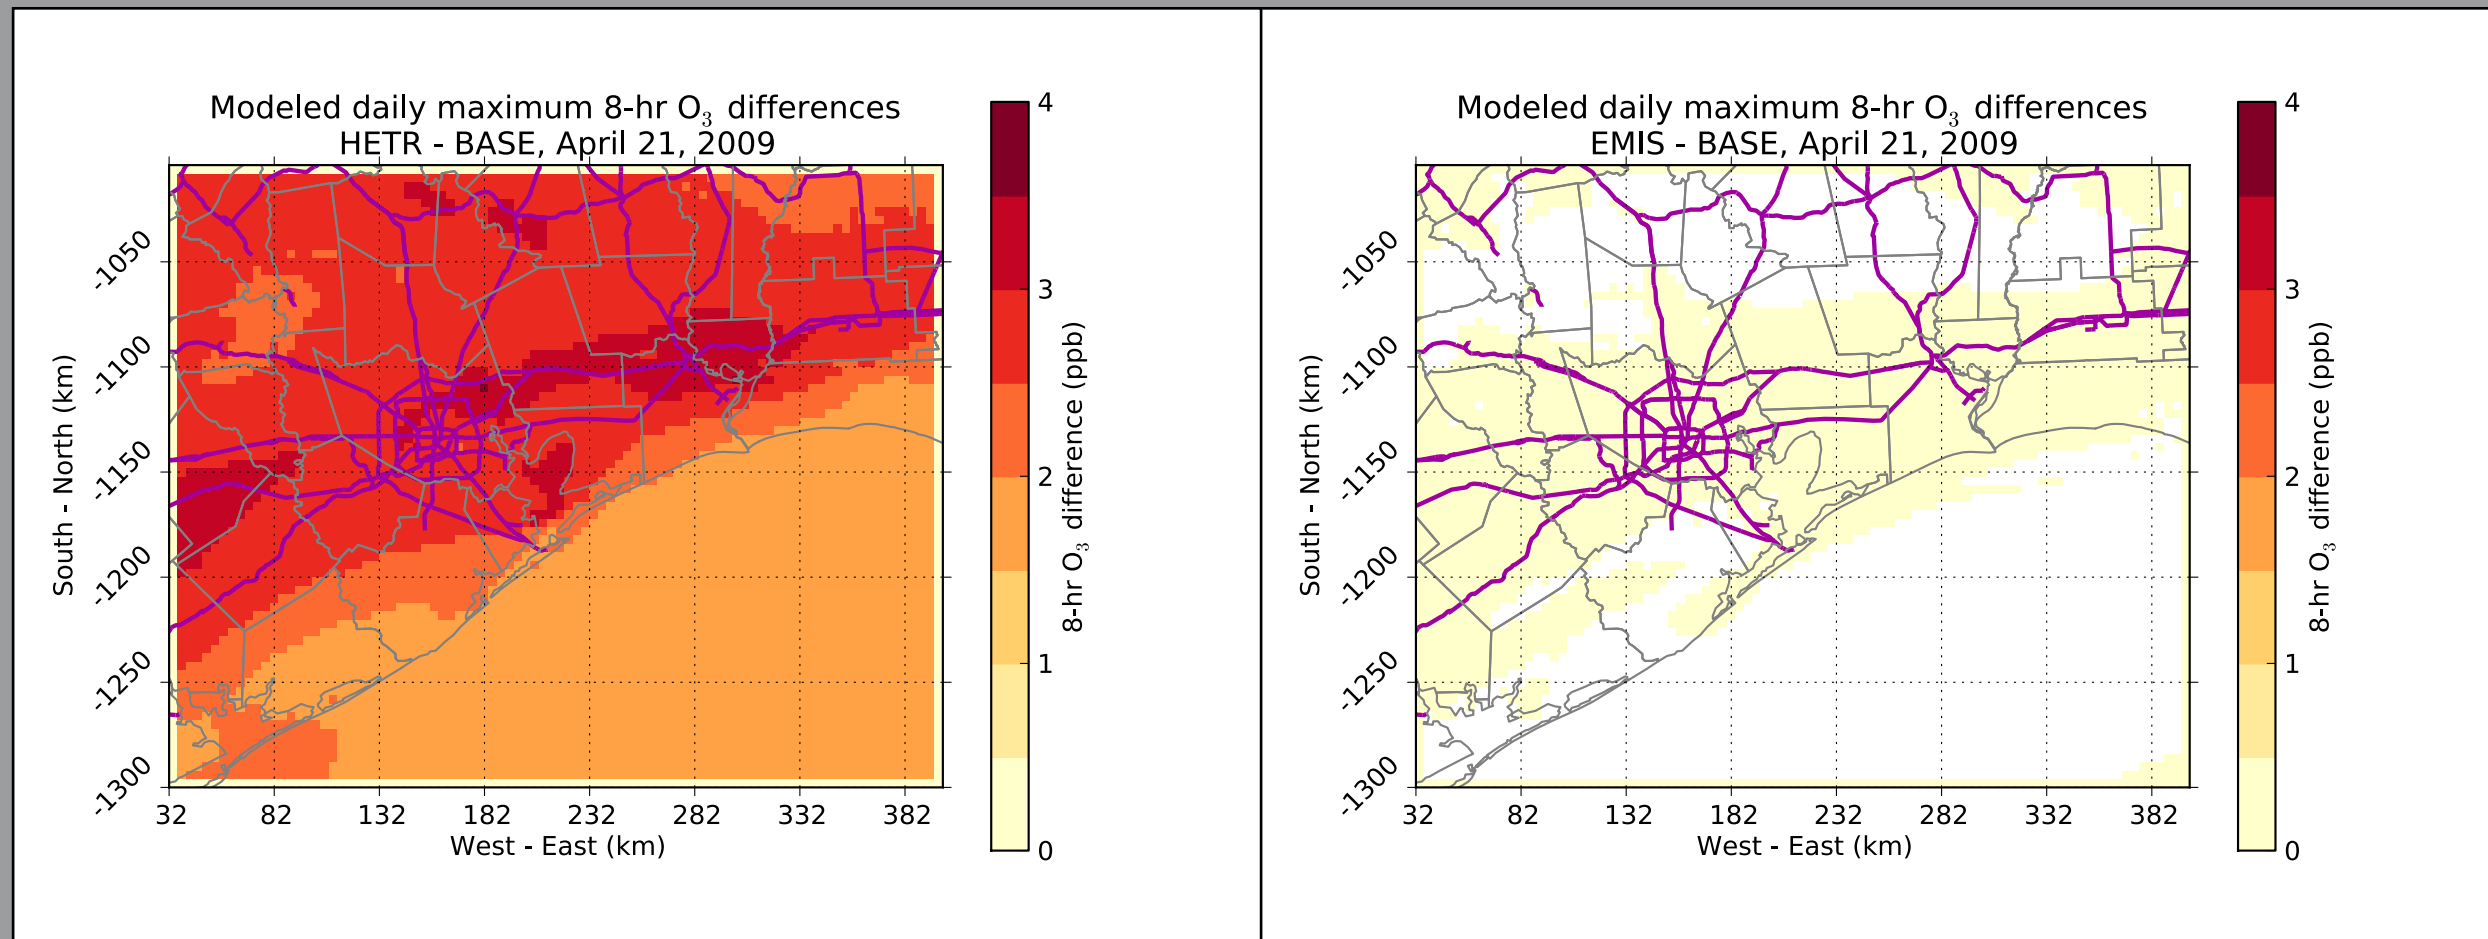 Modeled daily maximum 8-hr O3 differences
HETR - BASE, April 21, 2009
South - North (km)
-1050
-1100
-1150
-1200
-1250
-1300
32 82 132 182 232 282 332 382
West - East (km)
4
3
2
1
0
8-hr O3 difference (ppb)
Modeled daily maximum 8-hr O3 differences
EMIS - BASE, April 21, 2009
South - North (km)
-1050
-1100
-1150
-1200
-1250
-1300
32 82 132 182 232 282 332 382
West - East (km)
4
3
2
1
0
8-hr O3 difference (ppb)